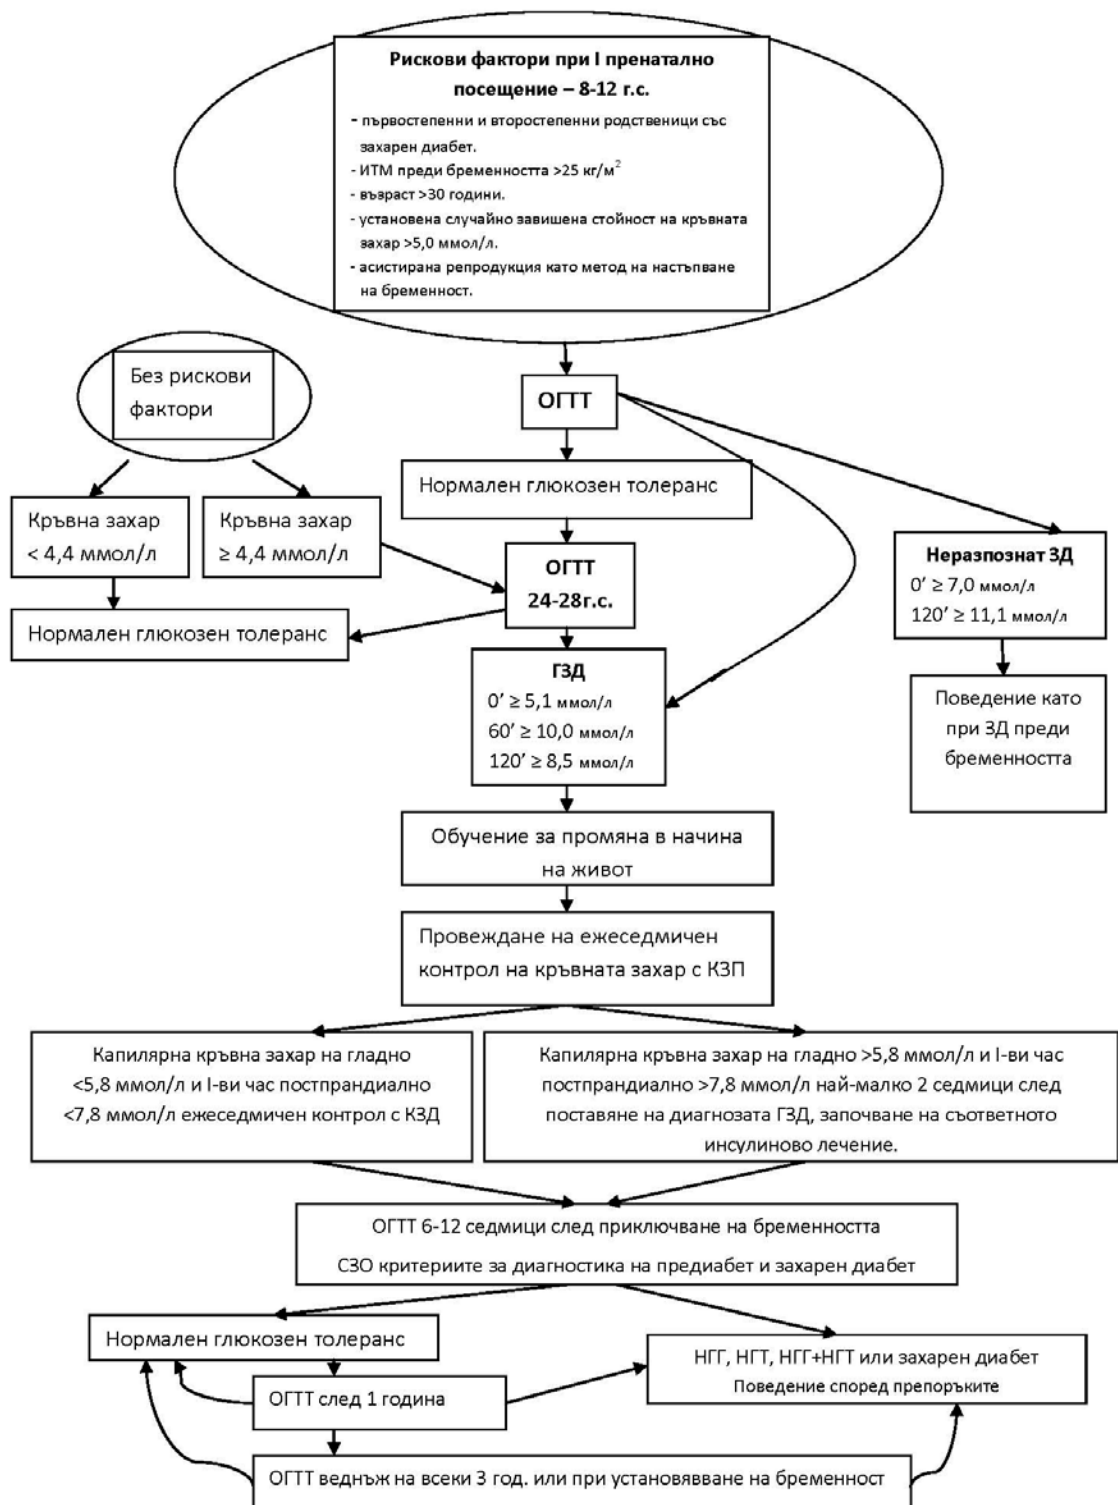 Рискови фактори при I пренатално
посещение – 8-12 г.с.
- първостепенни и второстепенни родственици със
захарен диабет.
- ИТМ преди бременността >25 кг/м²
- възраст >30 години.
- установена случайно завишена стойност на кръвната
захар >5,0 ммол/л.
- асистирана репродукция като метод на настъпване
на бременност.
Без рискови
фактори
ОГТТ
Нормален глюкозен толеранс
Кръвна захар
< 4,4 ммол/л
Кръвна захар
≥ 4,4 ммол/л
ОГТТ
24-28г.с.
Неразпознат ЗД
0’ ≥ 7,0 ммол/л
120’ ≥ 11,1 ммол/л
Нормален глюкозен толеранс
ГЗД
0’ ≥ 5,1 ммол/л
60’ ≥ 10,0 ммол/л
120’ ≥ 8,5 ммол/л
Поведение като
при ЗД преди
бременността
Обучение за промяна в начина
на живот
Провеждане на ежеседмичен
контрол на кръвната захар с КЗП
Капилярна кръвна захар на гладно
<5,8 ммол/л и I-ви час постпрандиално
<7,8 ммол/л ежеседмичен контрол с КЗД
Капилярна кръвна захар на гладно >5,8 ммол/л и I-ви час
постпрандиално >7,8 ммол/л най-малко 2 седмици след
поставяне на диагнозата ГЗД, започване на съответното
инсулиново лечение.
ОГТТ 6-12 седмици след приключване на бременността
СЗО критериите за диагностика на предиабет и захарен диабет
Нормален глюкозен толеранс
НГГ, НГТ, НГГ+НГТ или захарен диабет
Поведение според препоръките
ОГТТ след 1 година
ОГТТ веднъж на всеки 3 год. или при установявване на бременност